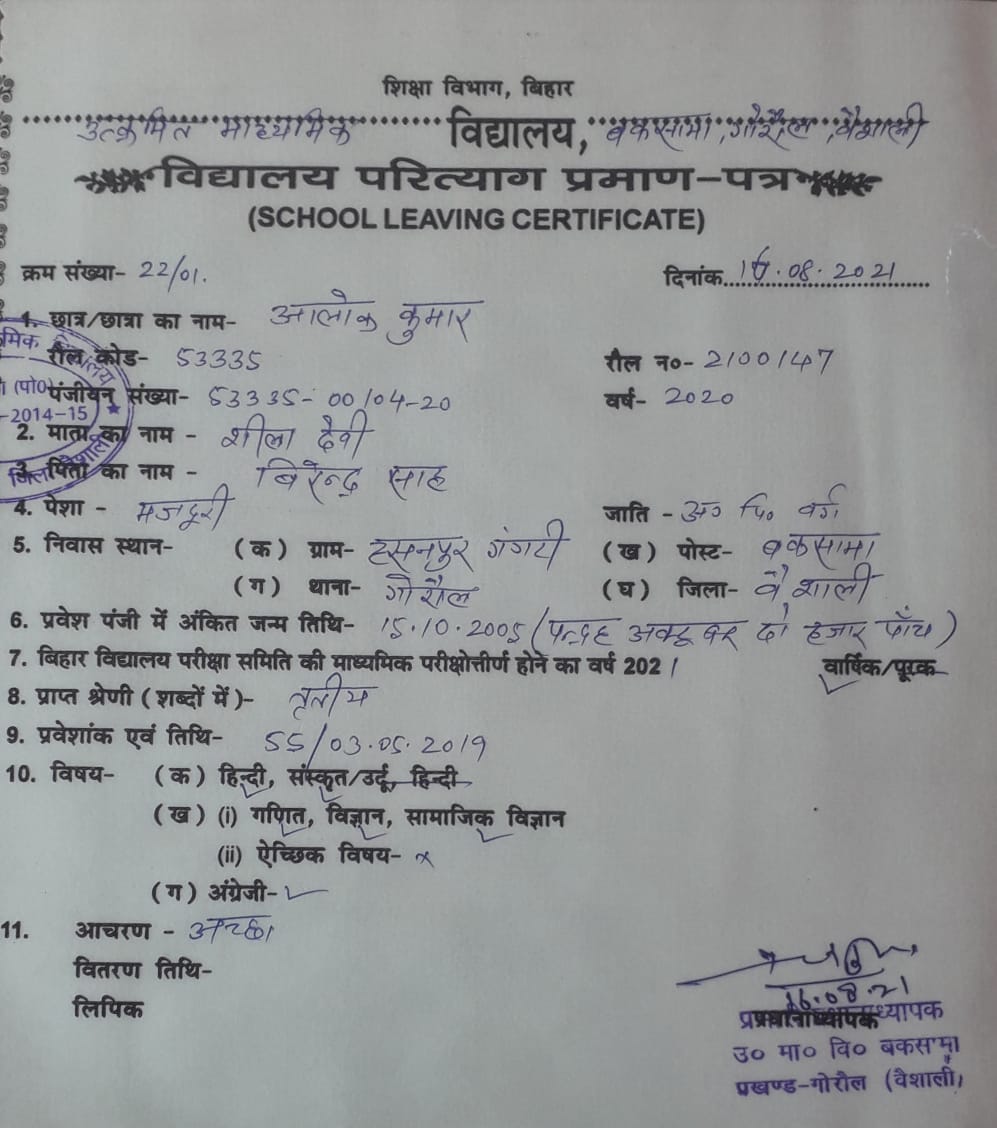 शिक्षा विभाग, बिहार
उत्क्रमित माध्यमिक विद्यालय, बकसामा, गोरौल, वैशाली
विद्यालय परित्याग प्रमाण-पत्र
(SCHOOL LEAVING CERTIFICATE)
क्रम संख्या- 22/01. दिनांक 16.08.2021
1. छात्र/छात्रा का नाम- आलोक कुमार
रौल कोड- 53335 रौल न०- 2100147
पंजीयन संख्या- 53335-00104-20 वर्ष- 2020
2. माता का नाम - शीला देवी
3. पिता का नाम - बिरेन्द्र साह
4. पेशा - मजदूरी जाति - अ० पि० वर्ग
5. निवास स्थान- (क) ग्राम- हसनपुर गंगटी (ख) पोस्ट- बकसामा
(ग) थाना- गोरौल (घ) जिला- वैशाली
6. प्रवेश पंजी में अंकित जन्म तिथि- 15.10.2005 (पन्द्रह अक्टूबर दो हजार पाँच)
7. बिहार विद्यालय परीक्षा समिति की माध्यमिक परीक्षोत्तीर्ण होने का वर्ष 2021 वार्षिक/पूरक
8. प्राप्त श्रेणी (शब्दों में)- तृतीय
9. प्रवेशांक एवं तिथि- 55/03.05.2019
10. विषय- (क) हिन्दी, संस्कृत/उर्दू, हिन्दी
(ख) (i) गणित, विज्ञान, सामाजिक विज्ञान
(ii) ऐच्छिक विषय- x
(ग) अंग्रेजी-
11. आचरण - अच्छा
वितरण तिथि-
लिपिक
16.08.21
प्रधानाध्यापक
उ० मा० वि० बकसामा
प्रखण्ड-गोरौल (वैशाली)
मिक विद्यालय
(पो०)
-2014-15
जिला वैशाली